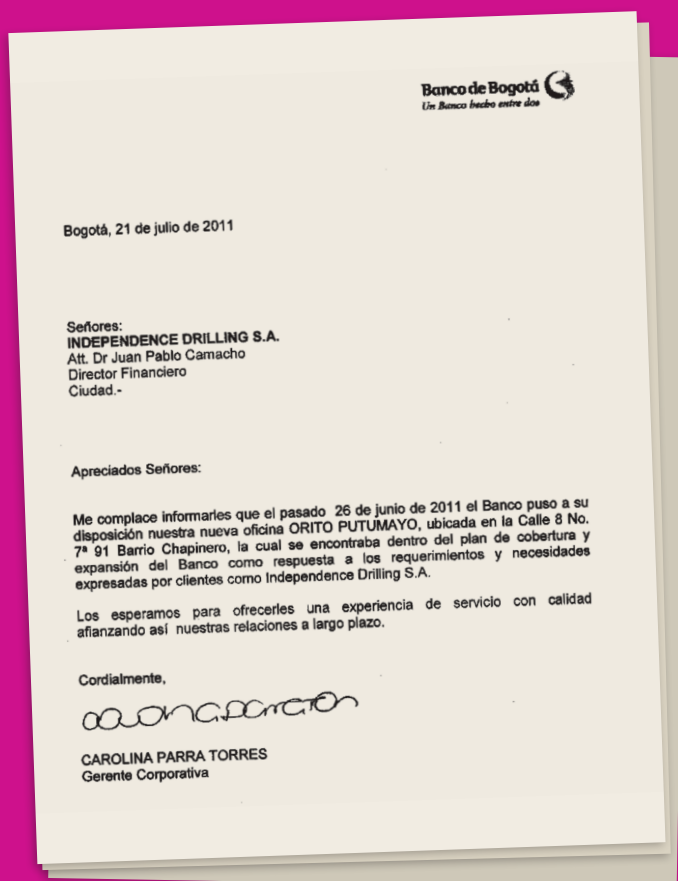 Banco de Bogotá
Un Banco hecho entre dos
Bogotá, 21 de julio de 2011
Señores:
INDEPENDENCE DRILLING S.A.
Att. Dr Juan Pablo Camacho
Director Financiero
Ciudad.-
Apreciados Señores:
Me complace informarles que el pasado 26 de junio de 2011 el Banco puso a su
disposición nuestra nueva oficina ORITO PUTUMAYO, ubicada en la Calle 8 No.
7ª 91 Barrio Chapinero, la cual se encontraba dentro del plan de cobertura y
expansión del Banco como respuesta a los requerimientos y necesidades
expresadas por clientes como Independence Drilling S.A.
Los esperamos para ofrecerles una experiencia de servicio con calidad
afianzando así nuestras relaciones a largo plazo.
Cordialmente,
CAROLINA PARRA TORRES
Gerente Corporativa